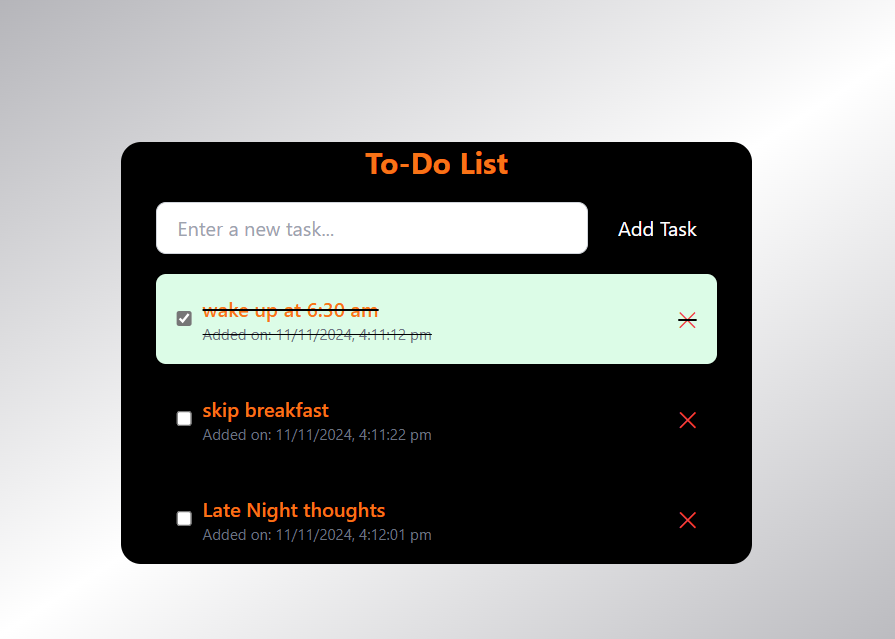 To-Do List
Enter a new task...
Add Task
wake up at 6:30 am
Added on: 11/11/2024, 4:11:12 pm
skip breakfast
Added on: 11/11/2024, 4:11:22 pm
Late Night thoughts
Added on: 11/11/2024, 4:12:01 pm